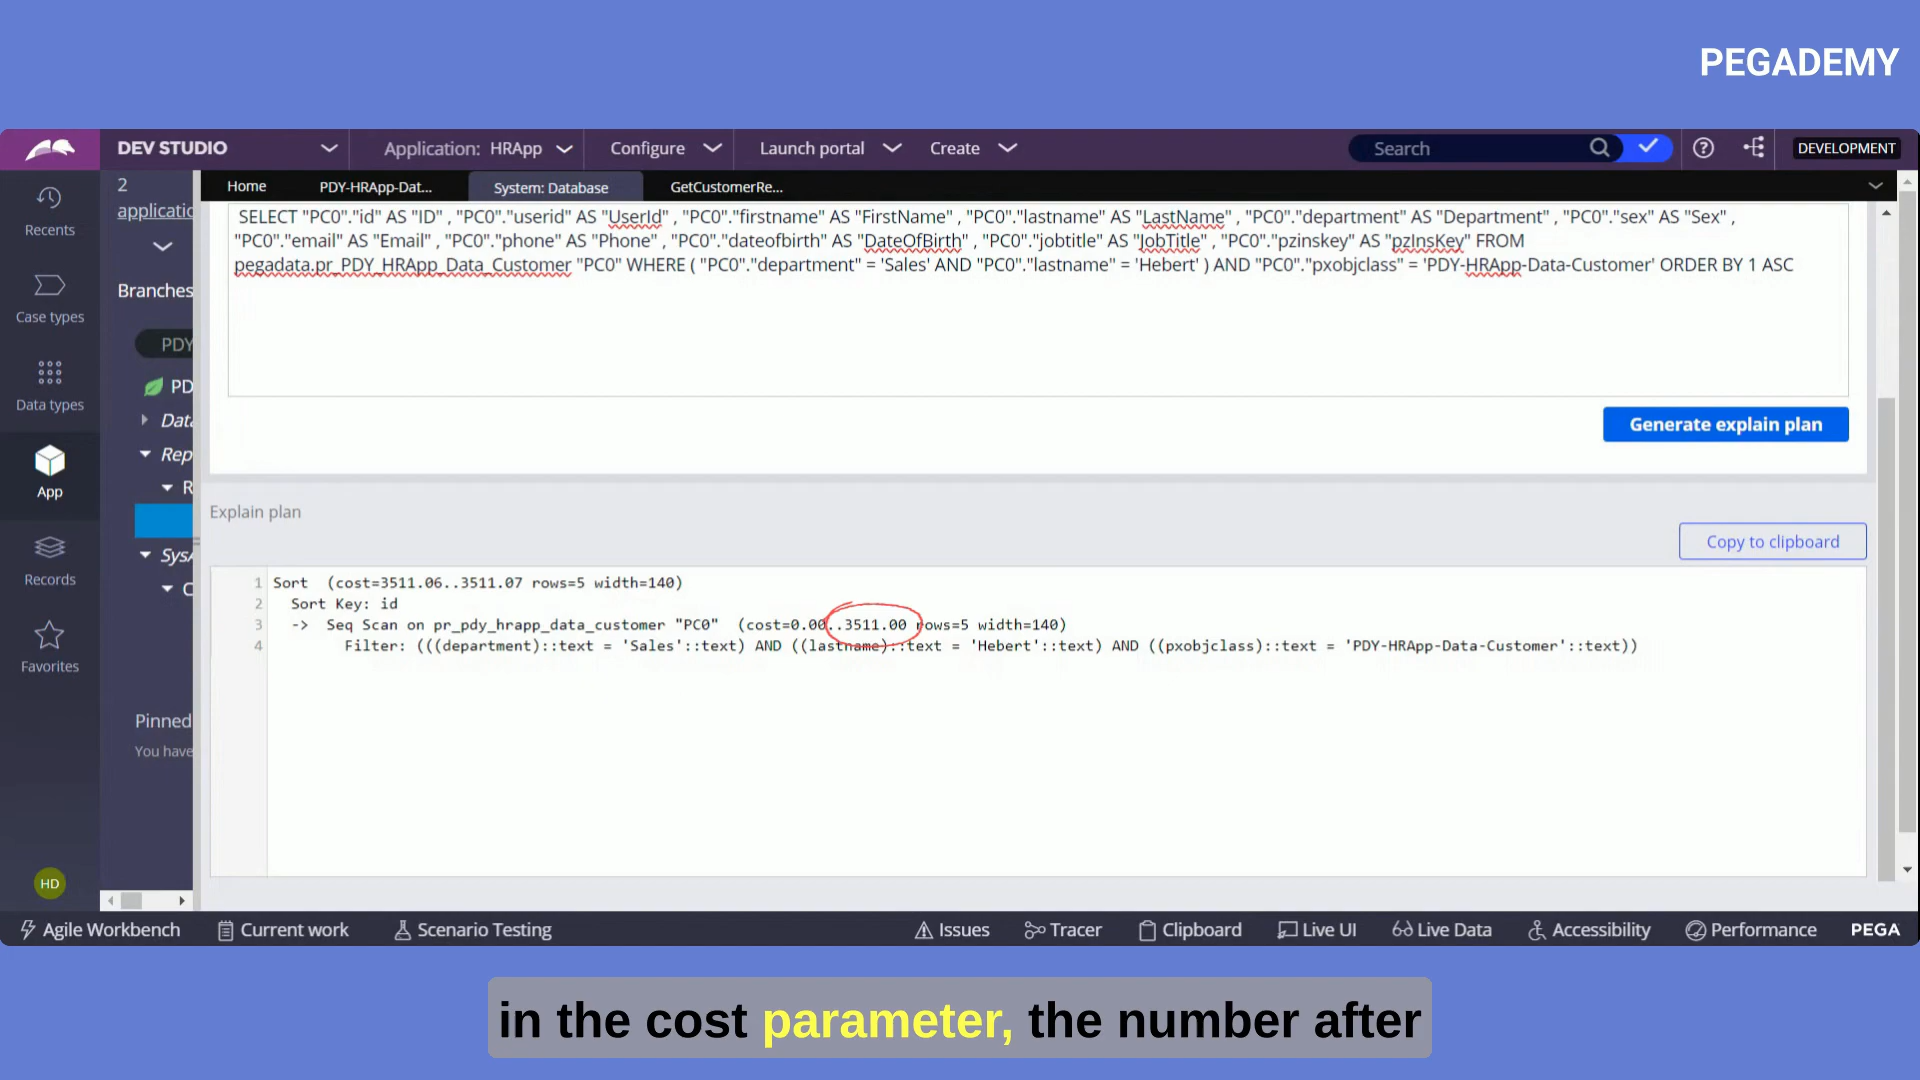 PEGADEMY
DEV STUDIO
Application: HRApp
Configure
Launch portal
Create
Search
DEVELOPMENT
Recents
Case types
Data types
App
Records
Favorites
HD
2
applicatic
Branches
PDY
PD
Data
Rep
R
SysA
C
Pinned
You have
Home
PDY-HRApp-Dat...
System: Database
GetCustomerRe...
SELECT "PC0"."id" AS "ID" , "PC0"."userid" AS "UserId" , "PC0"."firstname" AS "FirstName" , "PC0"."lastname" AS "LastName" , "PC0"."department" AS "Department" , "PC0"."sex" AS "Sex" ,
"PC0"."email" AS "Email" , "PC0"."phone" AS "Phone" , "PC0"."dateofbirth" AS "DateOfBirth" , "PC0"."jobtitle" AS "JobTitle" , "PC0"."pzinskey" AS "pzInsKey" FROM
pegadata.pr_PDY_HRApp_Data_Customer "PC0" WHERE ( "PC0"."department" = 'Sales' AND "PC0"."lastname" = 'Hebert' ) AND "PC0"."pxobjclass" = 'PDY-HRApp-Data-Customer' ORDER BY 1 ASC
Generate explain plan
Explain plan
Copy to clipboard
1 Sort (cost=3511.06..3511.07 rows=5 width=140)
2 Sort Key: id
3 -> Seq Scan on pr_pdy_hrapp_data_customer "PC0" (cost=0.00..3511.00 rows=5 width=140)
4 Filter: (((department)::text = 'Sales'::text) AND ((lastname)::text = 'Hebert'::text) AND ((pxobjclass)::text = 'PDY-HRApp-Data-Customer'::text))
Agile Workbench
Current work
Scenario Testing
Issues
Tracer
Clipboard
Live UI
Live Data
Accessibility
Performance
PEGA
in the cost parameter, the number after